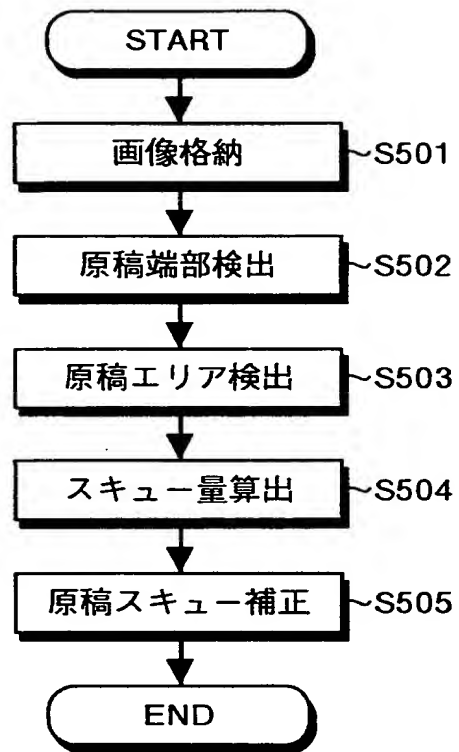 START
画像格納 ~S501
原稿端部検出 ~S502
原稿エリア検出 ~S503
スキュー量算出 ~S504
原稿スキュー補正 ~S505
END